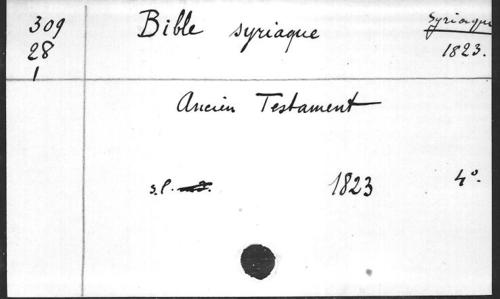 309
28
1
Bible syriaque
Syriaque
1823.
Ancien Testament
s.l. 1823 4°.